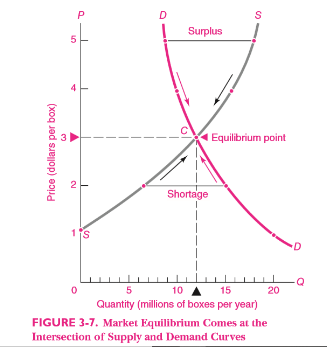 P
D
S
Surplus
5
4
C
3
Equilibrium point
2
Shortage
1
S
D
Q
0
5
10
15
20
Price (dollars per box)
Quantity (millions of boxes per year)
FIGURE 3-7. Market Equilibrium Comes at the
Intersection of Supply and Demand Curves